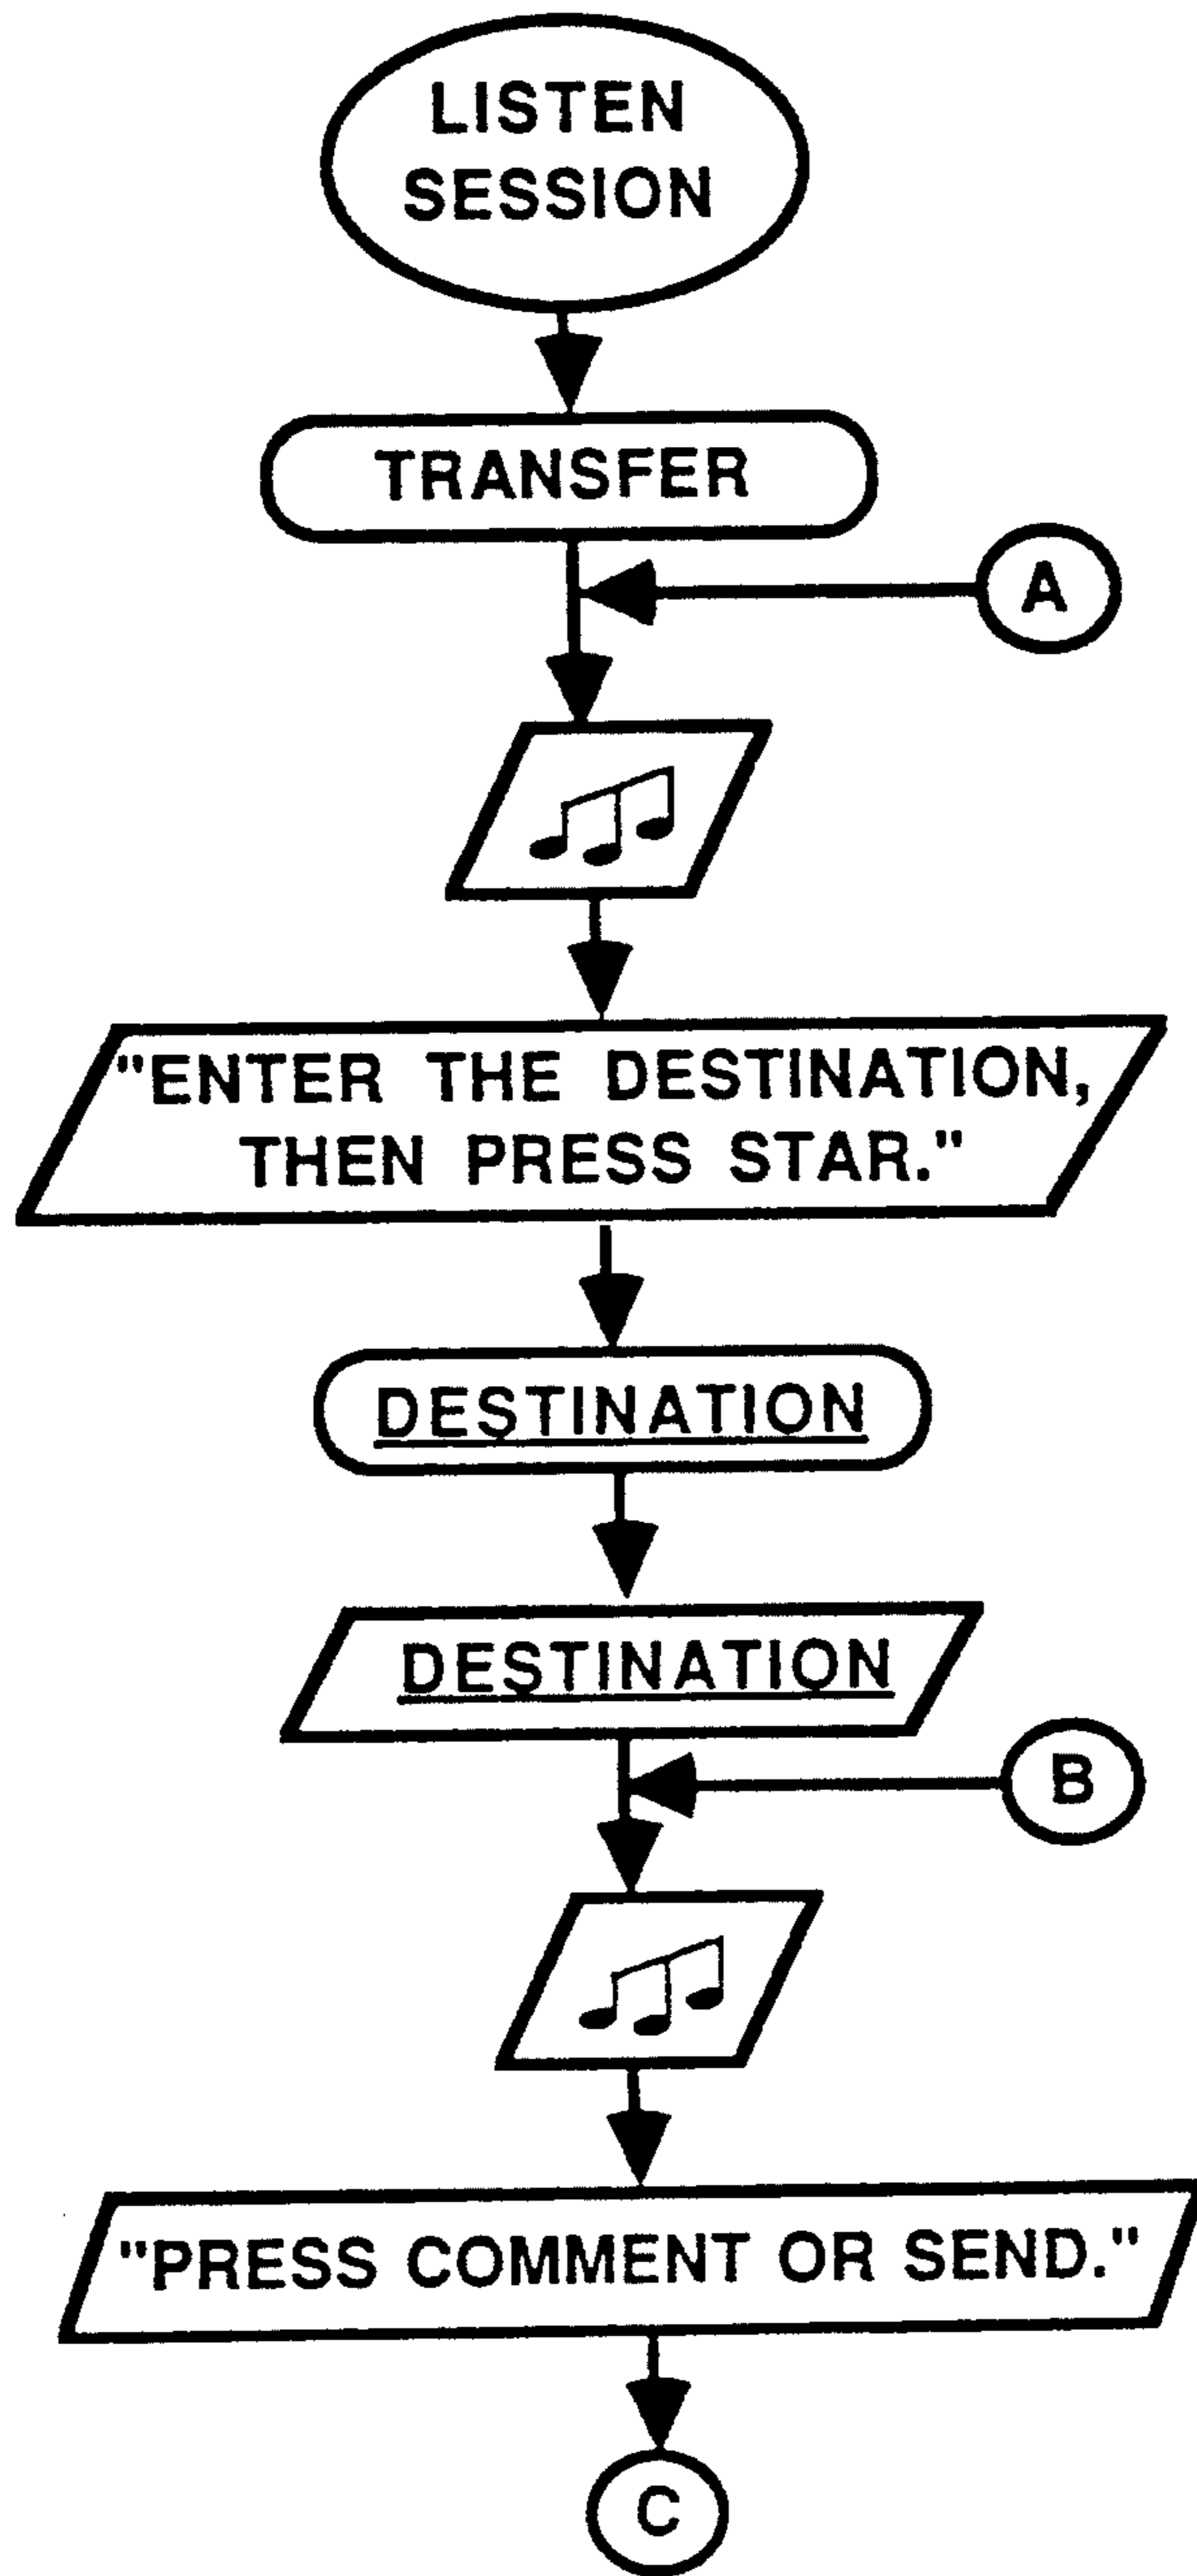 LISTEN
SESSION
TRANSFER
A
"ENTER THE DESTINATION,
THEN PRESS STAR."
DESTINATION
DESTINATION
B
"PRESS COMMENT OR SEND."
C